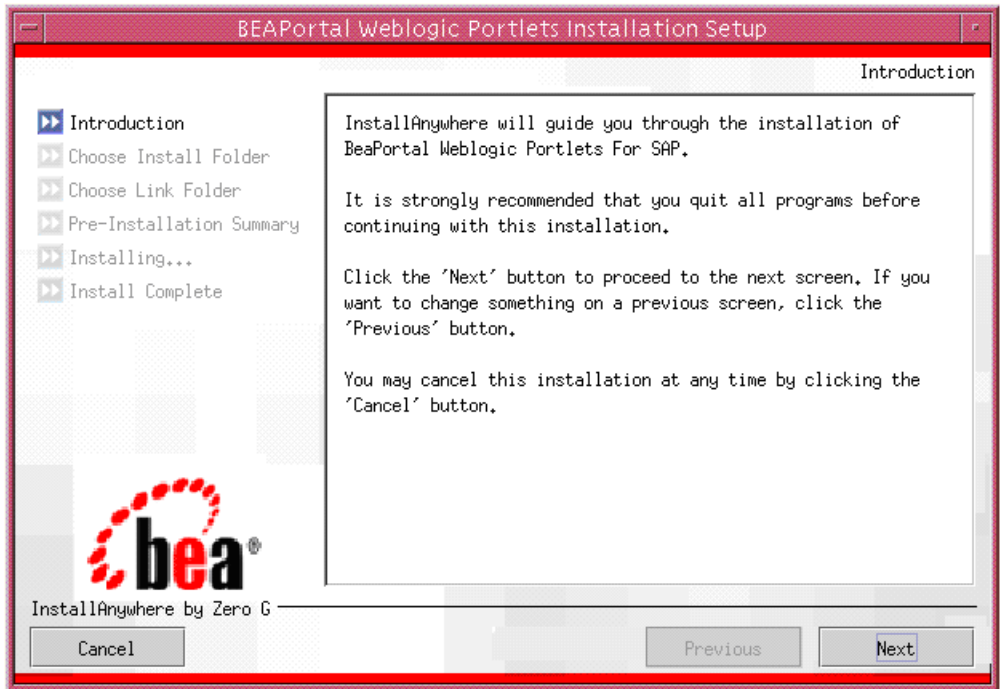 BEAPortal Weblogic Portlets Installation Setup
Introduction
Introduction
Choose Install Folder
Choose Link Folder
Pre-Installation Summary
Installing...
Install Complete
InstallAnywhere will guide you through the installation of
BeaPortal Weblogic Portlets For SAP.
It is strongly recommended that you quit all programs before
continuing with this installation.
Click the 'Next' button to proceed to the next screen. If you
want to change something on a previous screen, click the
'Previous' button.
You may cancel this installation at any time by clicking the
'Cancel' button.
bea®
InstallAnywhere by Zero G
Cancel
Previous
Next